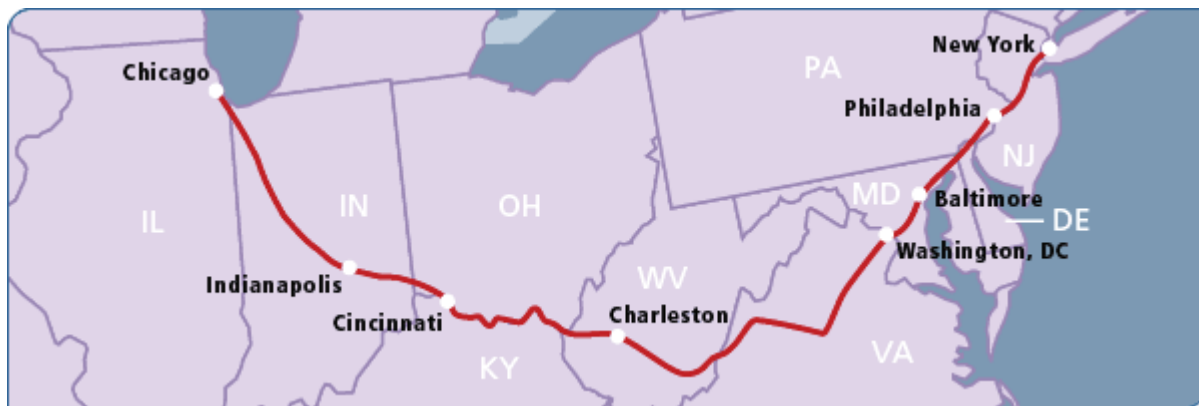 New York
Chicago
PA
Philadelphia
NJ
MD
Baltimore
IL
IN
OH
DE
Washington, DC
WV
Indianapolis
Charleston
Cincinnati
VA
KY